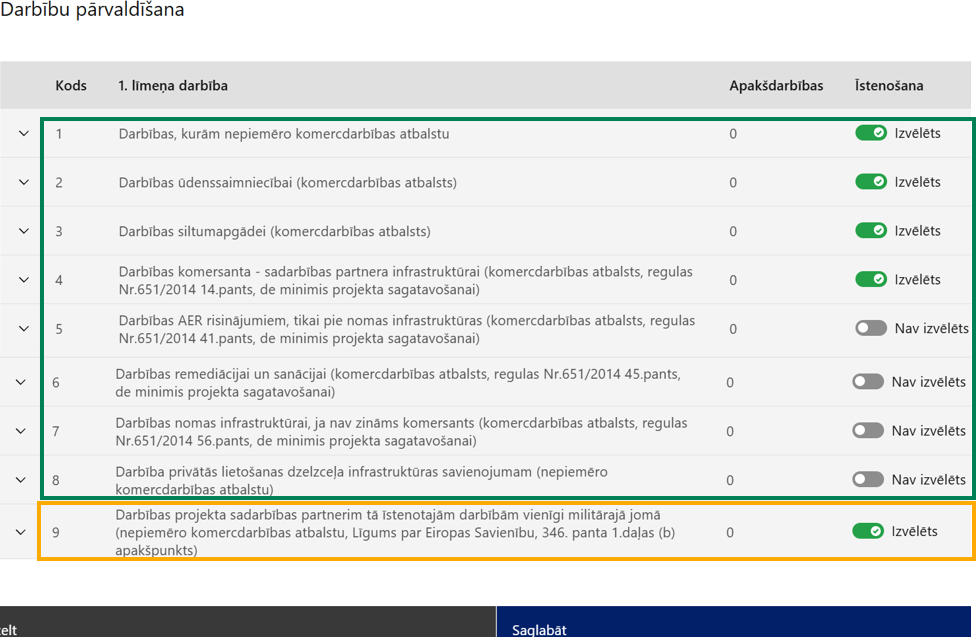 Darbību pārvaldīšana
Kods 1. līmeņa darbība Apakšdarbības Īstenošana
1 Darbības, kurām nepiemēro komercdarbības atbalstu 0 Izvēlēts
2 Darbības ūdenssaimniecībai (komercdarbības atbalsts) 0 Izvēlēts
3 Darbības siltumapgādei (komercdarbības atbalsts) 0 Izvēlēts
4 Darbības komersanta - sadarbības partnera infrastruktūrai (komercdarbības atbalsts, regulas
Nr.651/2014 14.pants, de minimis projekta sagatavošanai) 0 Izvēlēts
5 Darbības AER risinājumiem, tikai pie nomas infrastruktūras (komercdarbības atbalsts, regulas
Nr.651/2014 41.pants, de minimis projekta sagatavošanai) 0 Nav izvēlēts
6 Darbības remediācijai un sanācijai (komercdarbības atbalsts, regulas Nr.651/2014 45.pants,
de minimis projekta sagatavošanai) 0 Nav izvēlēts
7 Darbības nomas infrastruktūrai, ja nav zināms komersants (komercdarbības atbalsts, regulas
Nr.651/2014 56.pants, de minimis projekta sagatavošanai) 0 Nav izvēlēts
8 Darbība privātās lietošanas dzelzceļa infrastruktūras savienojumam (nepiemēro
komercdarbības atbalstu) 0 Nav izvēlēts
9 Darbības projekta sadarbības partnerim tā īstenotajām darbībām vienīgi militārajā jomā
(nepiemēro komercdarbības atbalstu, Līgums par Eiropas Savienību, 346. panta 1.daļas (b)
apakšpunkts) 0 Izvēlēts
elt Saglabāt